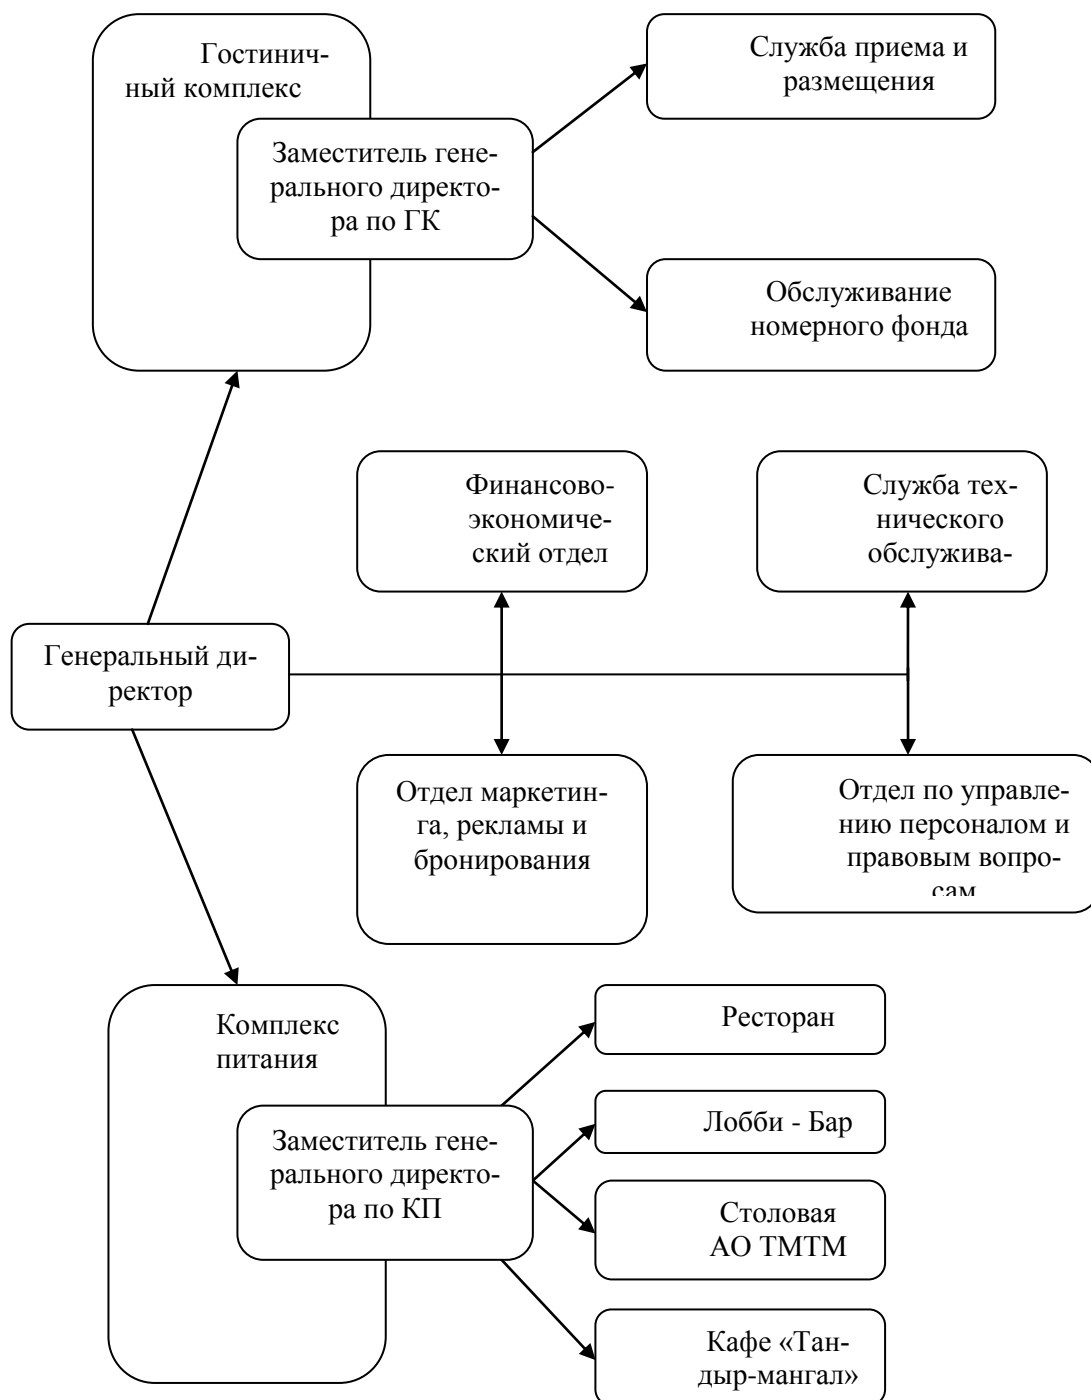 Гостинич-
ный комплекс
Служба приема и
размещения
Заместитель гене-
рального директо-
ра по ГК
Обслуживание
номерного фонда
Финансово-
экономиче-
ский отдел
Служба тех-
нического
обслужива-
Генеральный ди-
ректор
Отдел маркетин-
га, рекламы и
бронирования
Отдел по управле-
нию персоналом и
правовым вопро-
сам
Комплекс
питания
Ресторан
Лобби - Бар
Заместитель гене-
рального директо-
ра по КП
Столовая
АО ТМТМ
Кафе «Тан-
дыр-мангал»